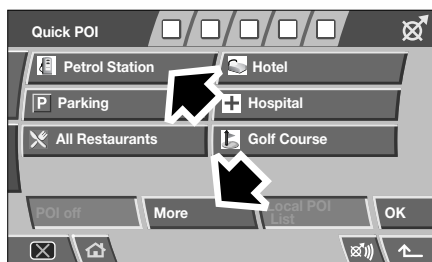 Quick POI
Petrol Station
Hotel
P Parking
Hospital
All Restaurants
Golf Course
POI off
More
Local POI
List
OK